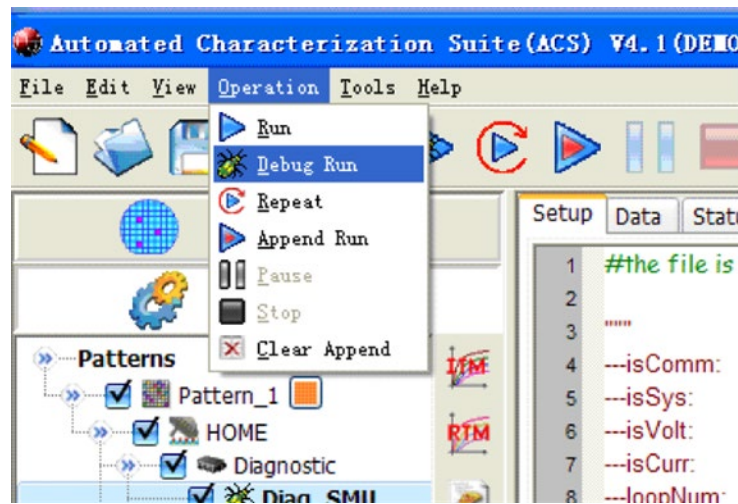 Automated Characterization Suite(ACS) V4.1(DEMO
File Edit View Operation Tools Help
Run
Debug Run
Repeat
Append Run
Pause
Stop
Clear Append
Setup Data Stat
1 #the file is
2
3 """
4 ---isComm:
5 ---isSys:
6 ---isVolt:
7 ---isCurr:
8 ---loopNum:
Patterns
Pattern_1
HOME
Diagnostic
Diag_SMU
ITM
RTM